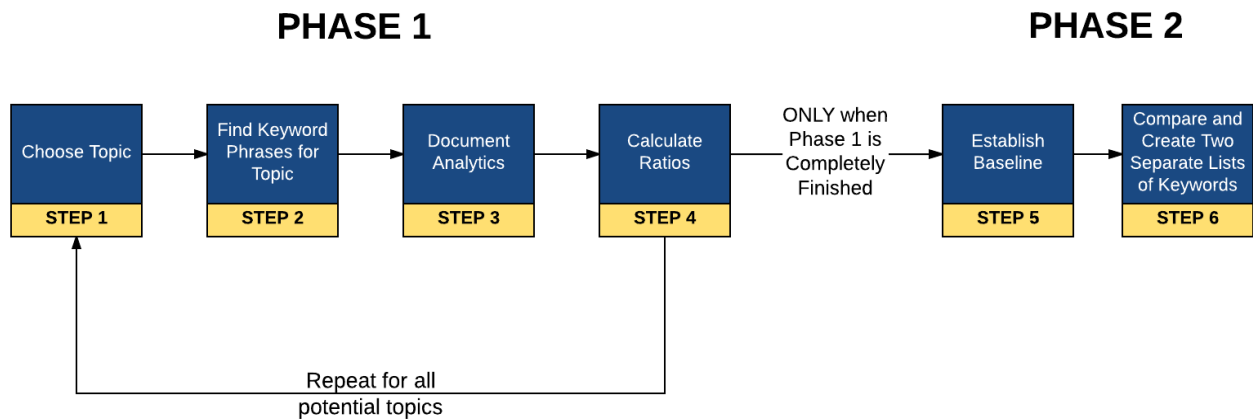 PHASE 1
PHASE 2
Choose Topic
STEP 1
Find Keyword
Phrases for
Topic
STEP 2
Document
Analytics
STEP 3
Calculate
Ratios
STEP 4
ONLY when
Phase 1 is
Completely
Finished
Establish
Baseline
STEP 5
Compare and
Create Two
Separate Lists
of Keywords
STEP 6
Repeat for all
potential topics